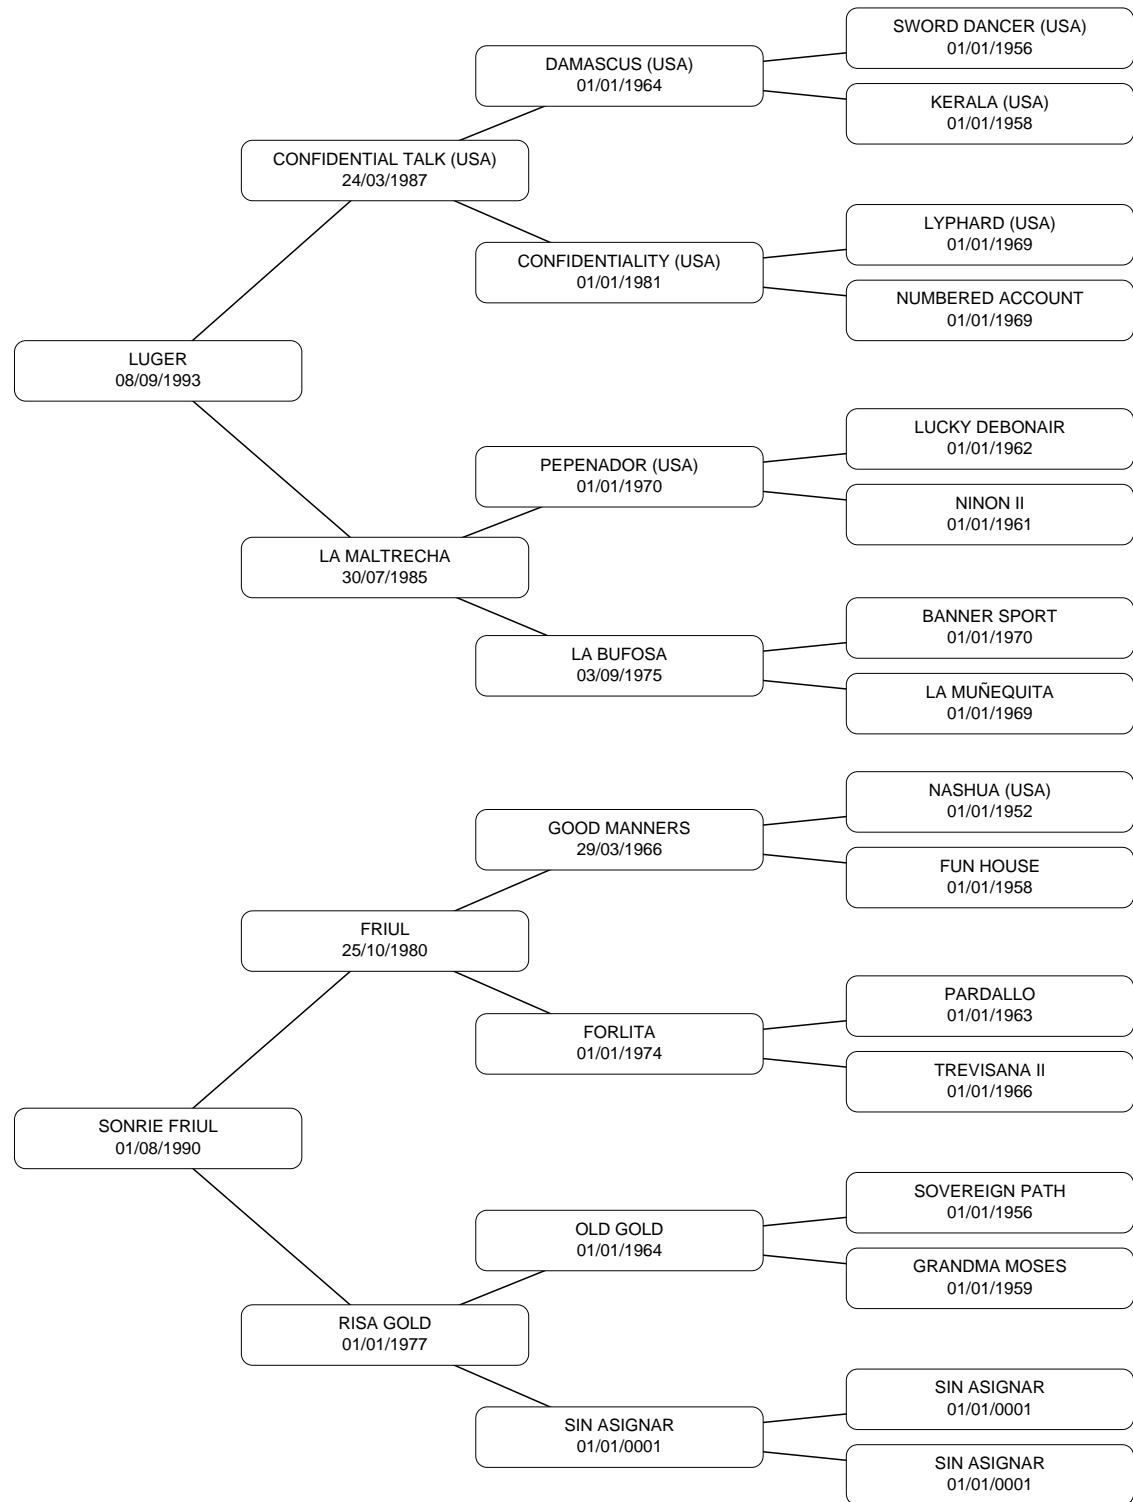 SWORD DANCER (USA)
01/01/1956
DAMASCUS (USA)
01/01/1964
KERALA (USA)
01/01/1958
CONFIDENTIAL TALK (USA)
24/03/1987
LYPHARD (USA)
01/01/1969
CONFIDENTIALITY (USA)
01/01/1981
NUMBERED ACCOUNT
01/01/1969
LUGER
08/09/1993
LUCKY DEBONAIR
01/01/1962
PEPENADOR (USA)
01/01/1970
NINON II
01/01/1961
LA MALTRECHA
30/07/1985
BANNER SPORT
01/01/1970
LA BUFOSA
03/09/1975
LA MUÑEQUITA
01/01/1969
NASHUA (USA)
01/01/1952
GOOD MANNERS
29/03/1966
FUN HOUSE
01/01/1958
FRIUL
25/10/1980
PARDALLO
01/01/1963
FORLITA
01/01/1974
TREVISANA II
01/01/1966
SONRIE FRIUL
01/08/1990
SOVEREIGN PATH
01/01/1956
OLD GOLD
01/01/1964
GRANDMA MOSES
01/01/1959
RISA GOLD
01/01/1977
SIN ASIGNAR
01/01/0001
SIN ASIGNAR
01/01/0001
SIN ASIGNAR
01/01/0001